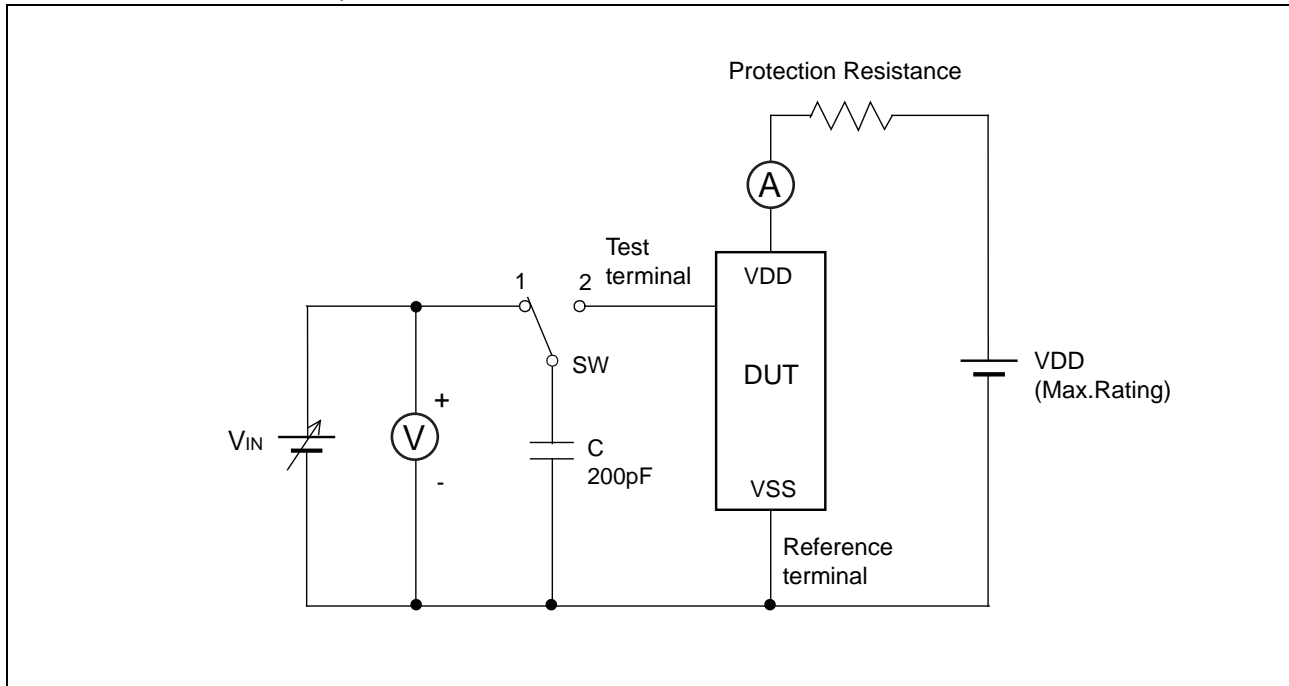 Protection Resistance
A
Test
terminal
VDD
1
2
SW
DUT
VDD
(Max.Rating)
+
VIN
V
C
200pF
-
VSS
Reference
terminal